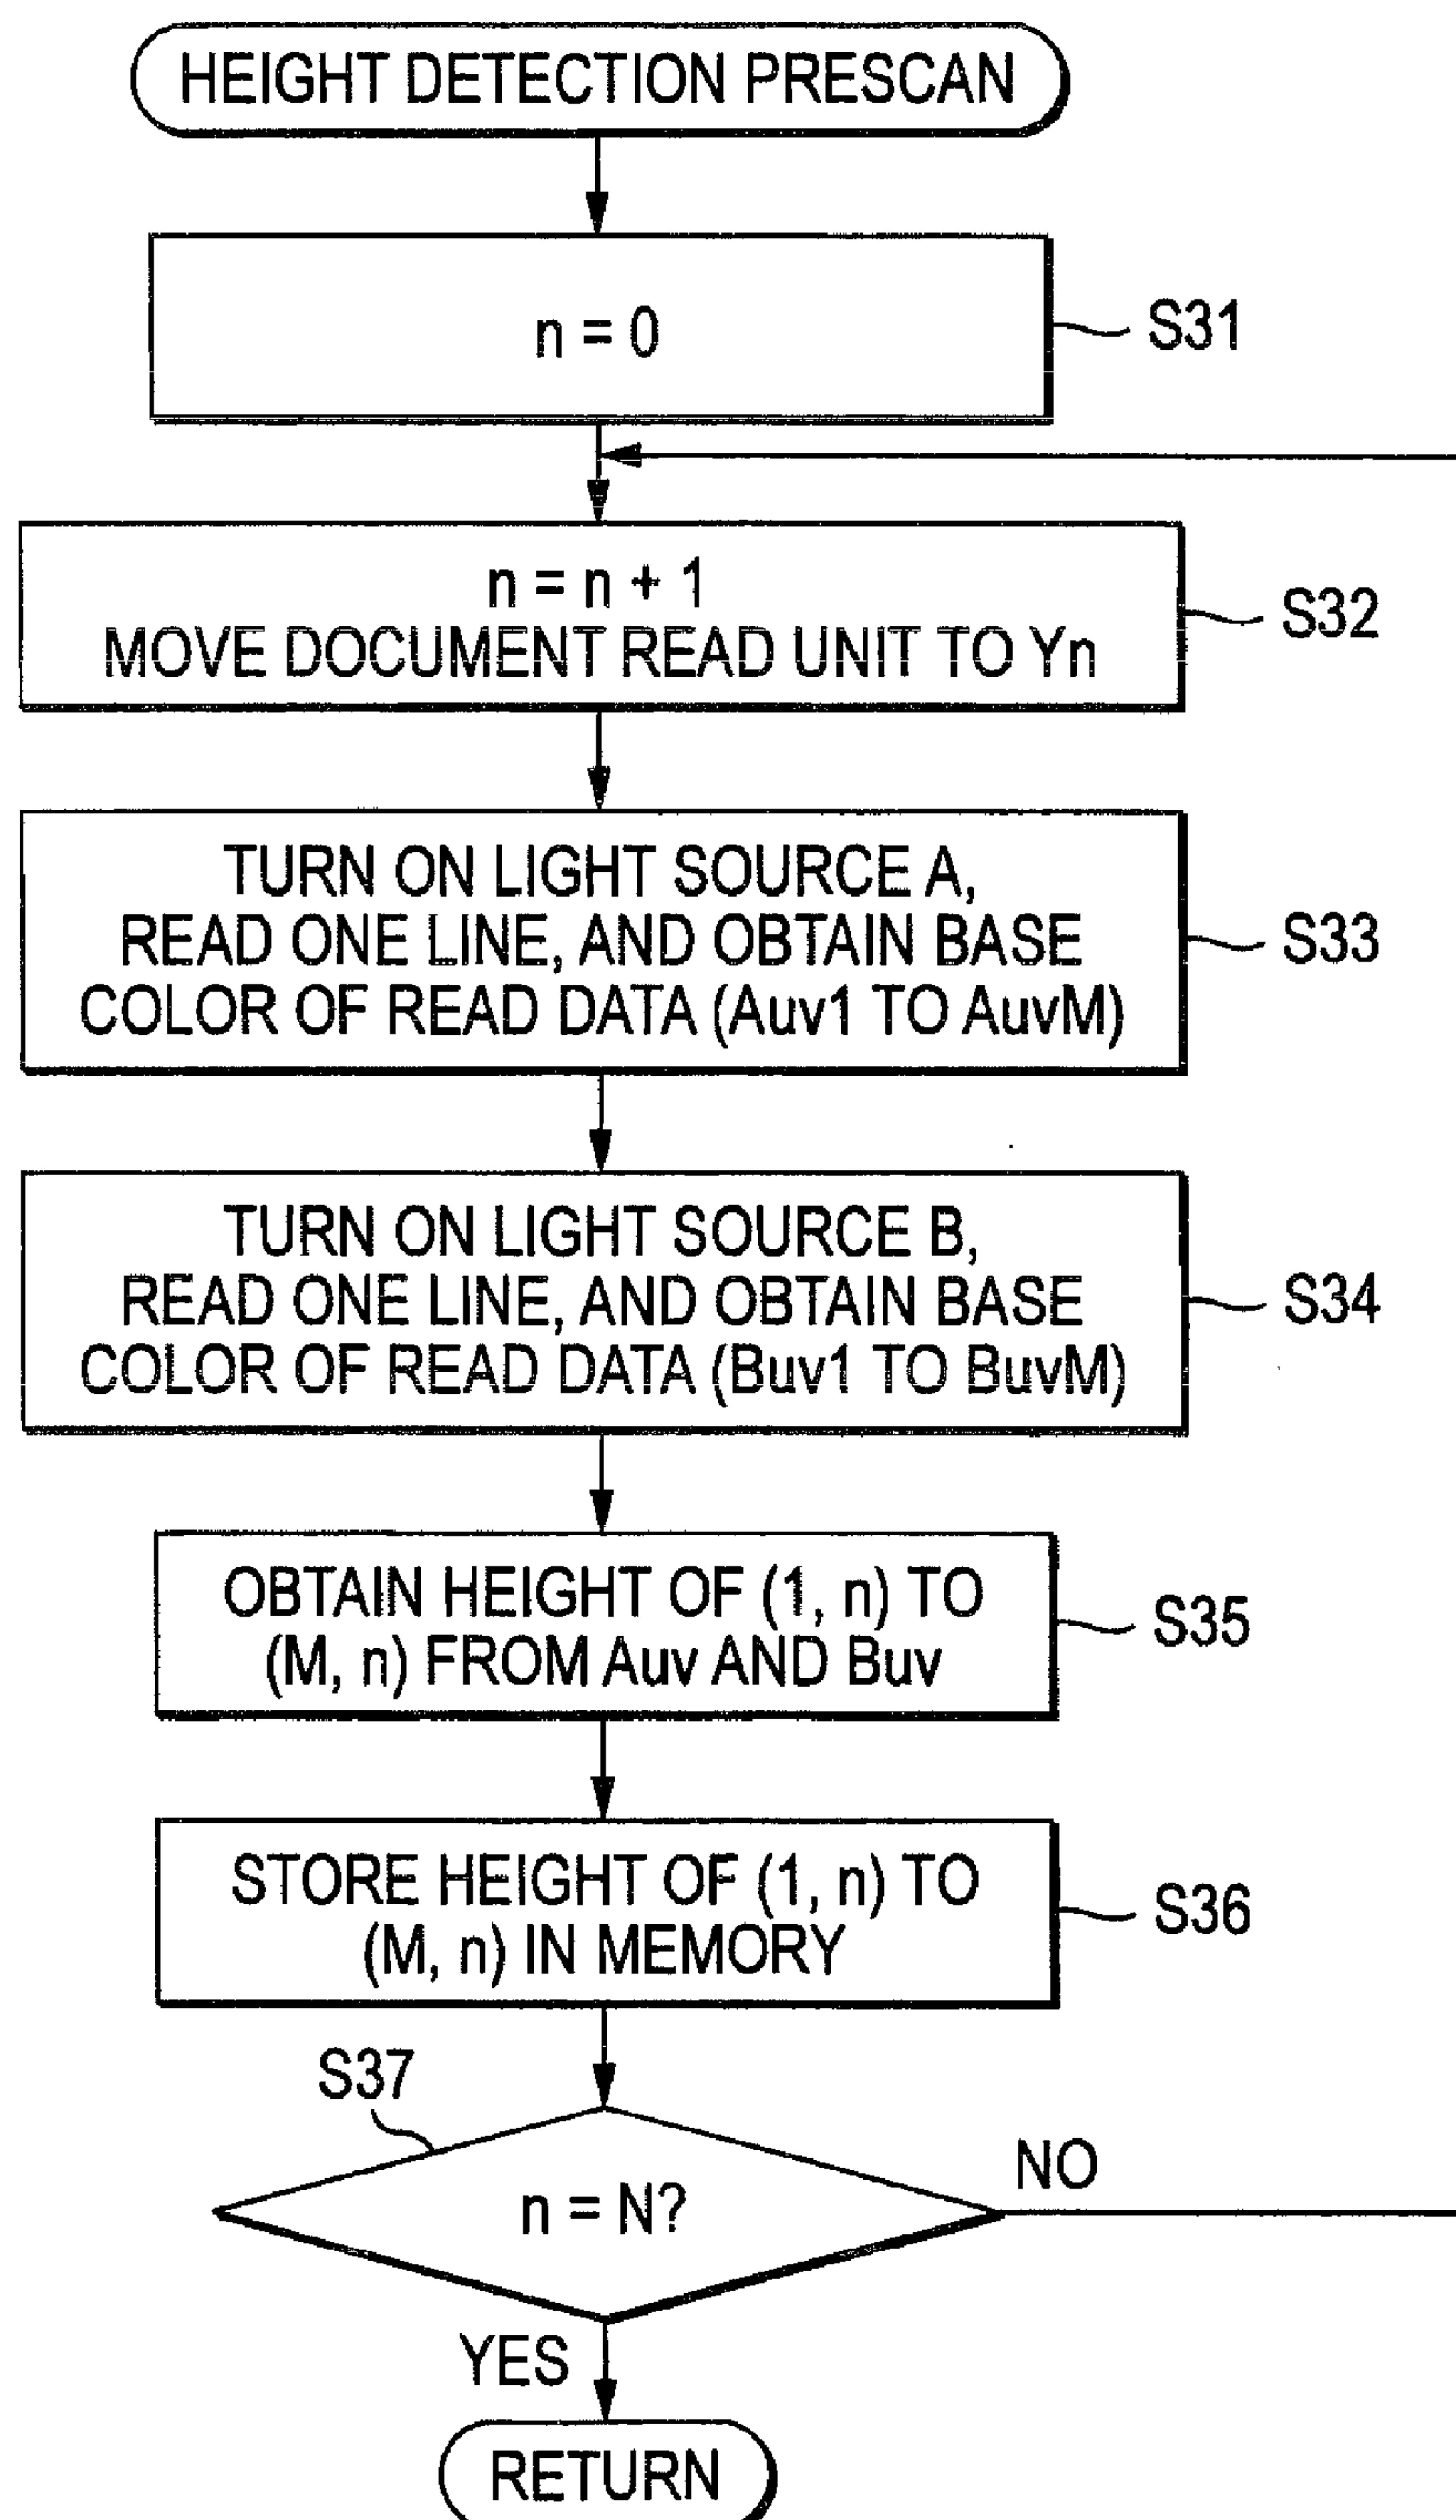 HEIGHT DETECTION PRESCAN
n = 0
S31
n = n + 1
MOVE DOCUMENT READ UNIT TO Yn
S32
TURN ON LIGHT SOURCE A,
READ ONE LINE, AND OBTAIN BASE
COLOR OF READ DATA (Auv1 TO AuvM)
S33
TURN ON LIGHT SOURCE B,
READ ONE LINE, AND OBTAIN BASE
COLOR OF READ DATA (Buv1 TO BuvM)
S34
OBTAIN HEIGHT OF (1, n) TO
(M, n) FROM Auv AND Buv
S35
STORE HEIGHT OF (1, n) TO
(M, n) IN MEMORY
S36
S37
n = N?
NO
YES
RETURN